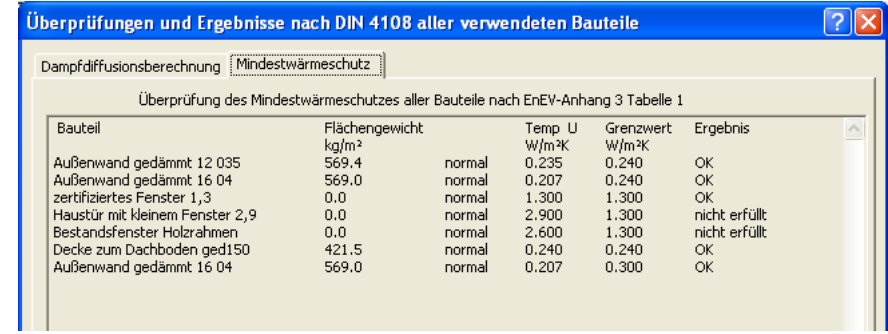 Überprüfungen und Ergebnisse nach DIN 4108 aller verwendeten Bauteile
Dampfdiffusionsberechnung Mindestwärmeschutz
Überprüfung des Mindestwärmeschutzes aller Bauteile nach EnEV-Anhang 3 Tabelle 1
Bauteil Flächengewicht Temp U Grenzwert Ergebnis
kg/m² W/m²K W/m²K
Außenwand gedämmt 12 035 569.4 normal 0.235 0.240 OK
Außenwand gedämmt 16 04 569.0 normal 0.207 0.240 OK
zertifiziertes Fenster 1,3 0.0 normal 1.300 1.300 OK
Haustür mit kleinem Fenster 2,9 0.0 normal 2.900 1.300 nicht erfüllt
Bestandsfenster Holzrahmen 0.0 normal 2.600 1.300 nicht erfüllt
Decke zum Dachboden ged150 421.5 normal 0.240 0.240 OK
Außenwand gedämmt 16 04 569.0 normal 0.207 0.300 OK